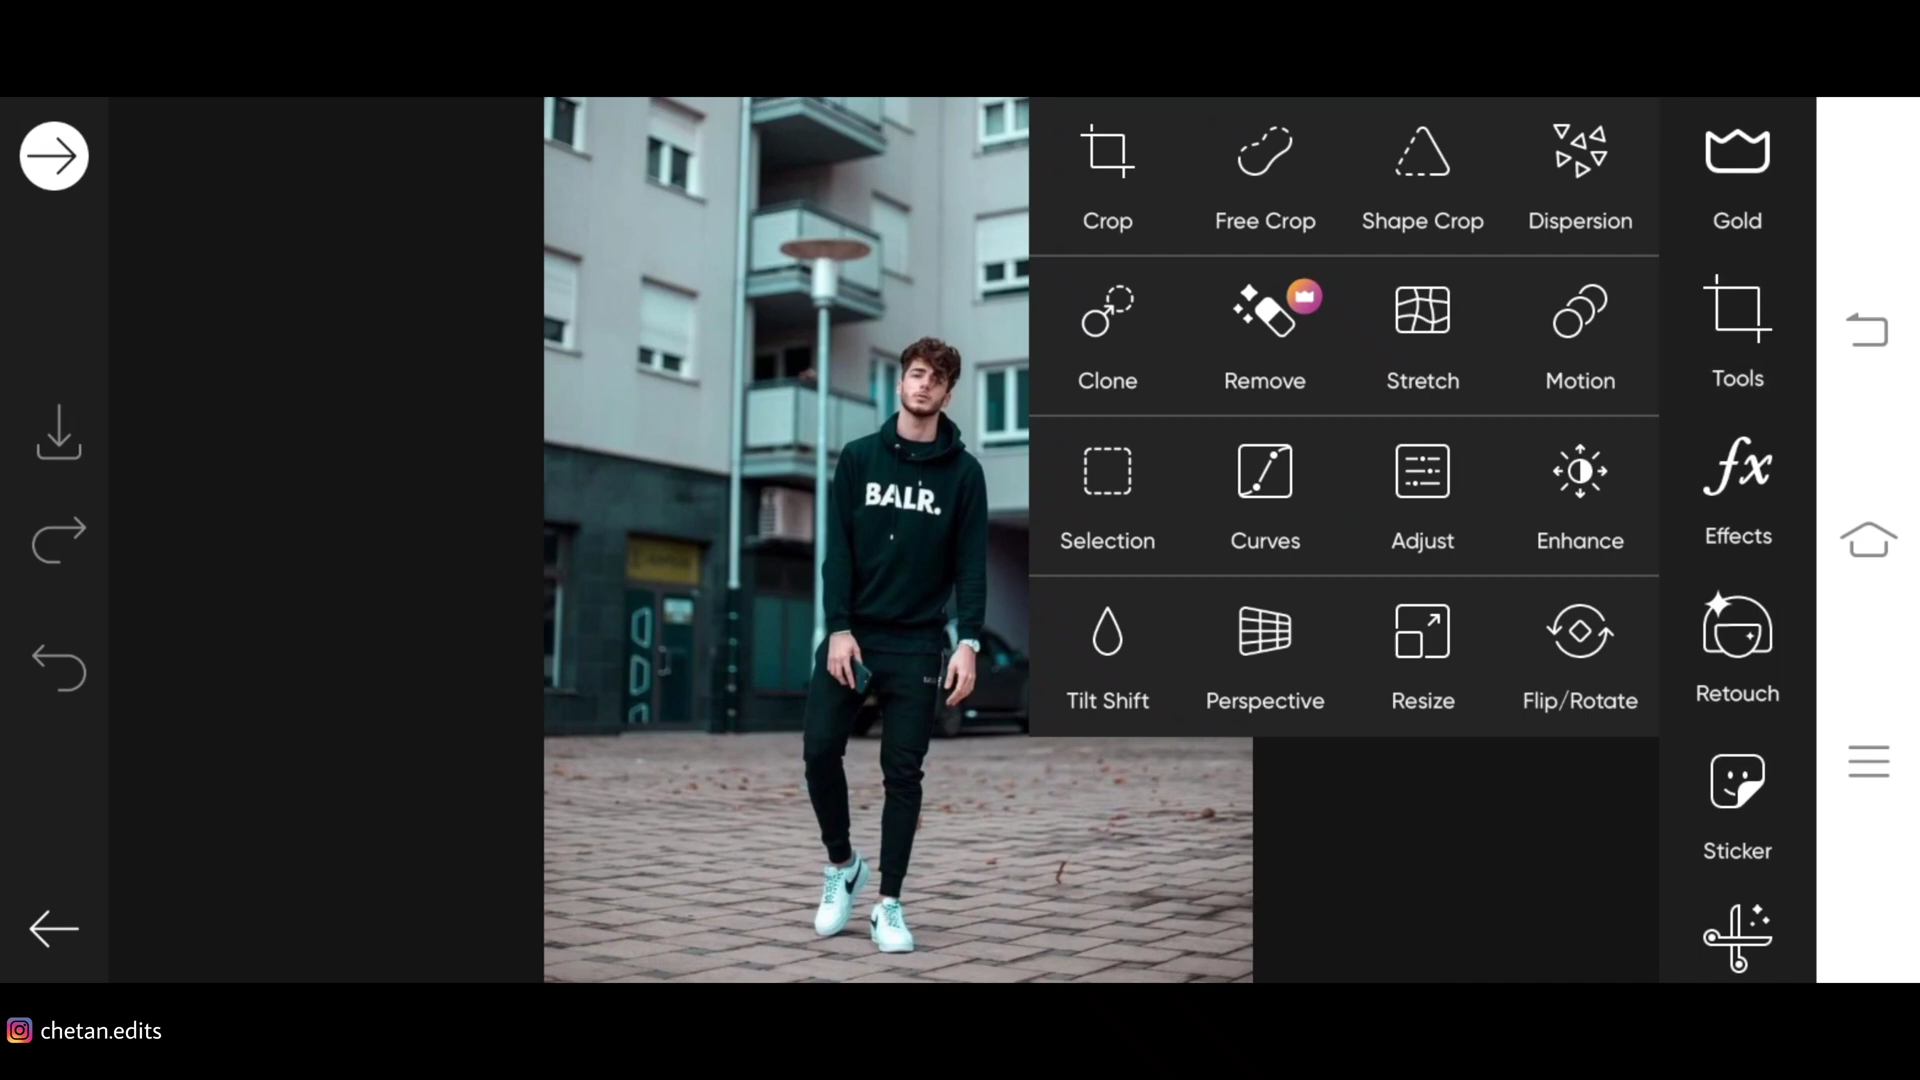 Crop
Free Crop
Shape Crop
Dispersion
Gold
Clone
Remove
Stretch
Motion
Tools
Selection
Curves
Adjust
Enhance
Effects
Tilt Shift
Perspective
Resize
Flip/Rotate
Retouch
Sticker
BALR.
chetan.edits